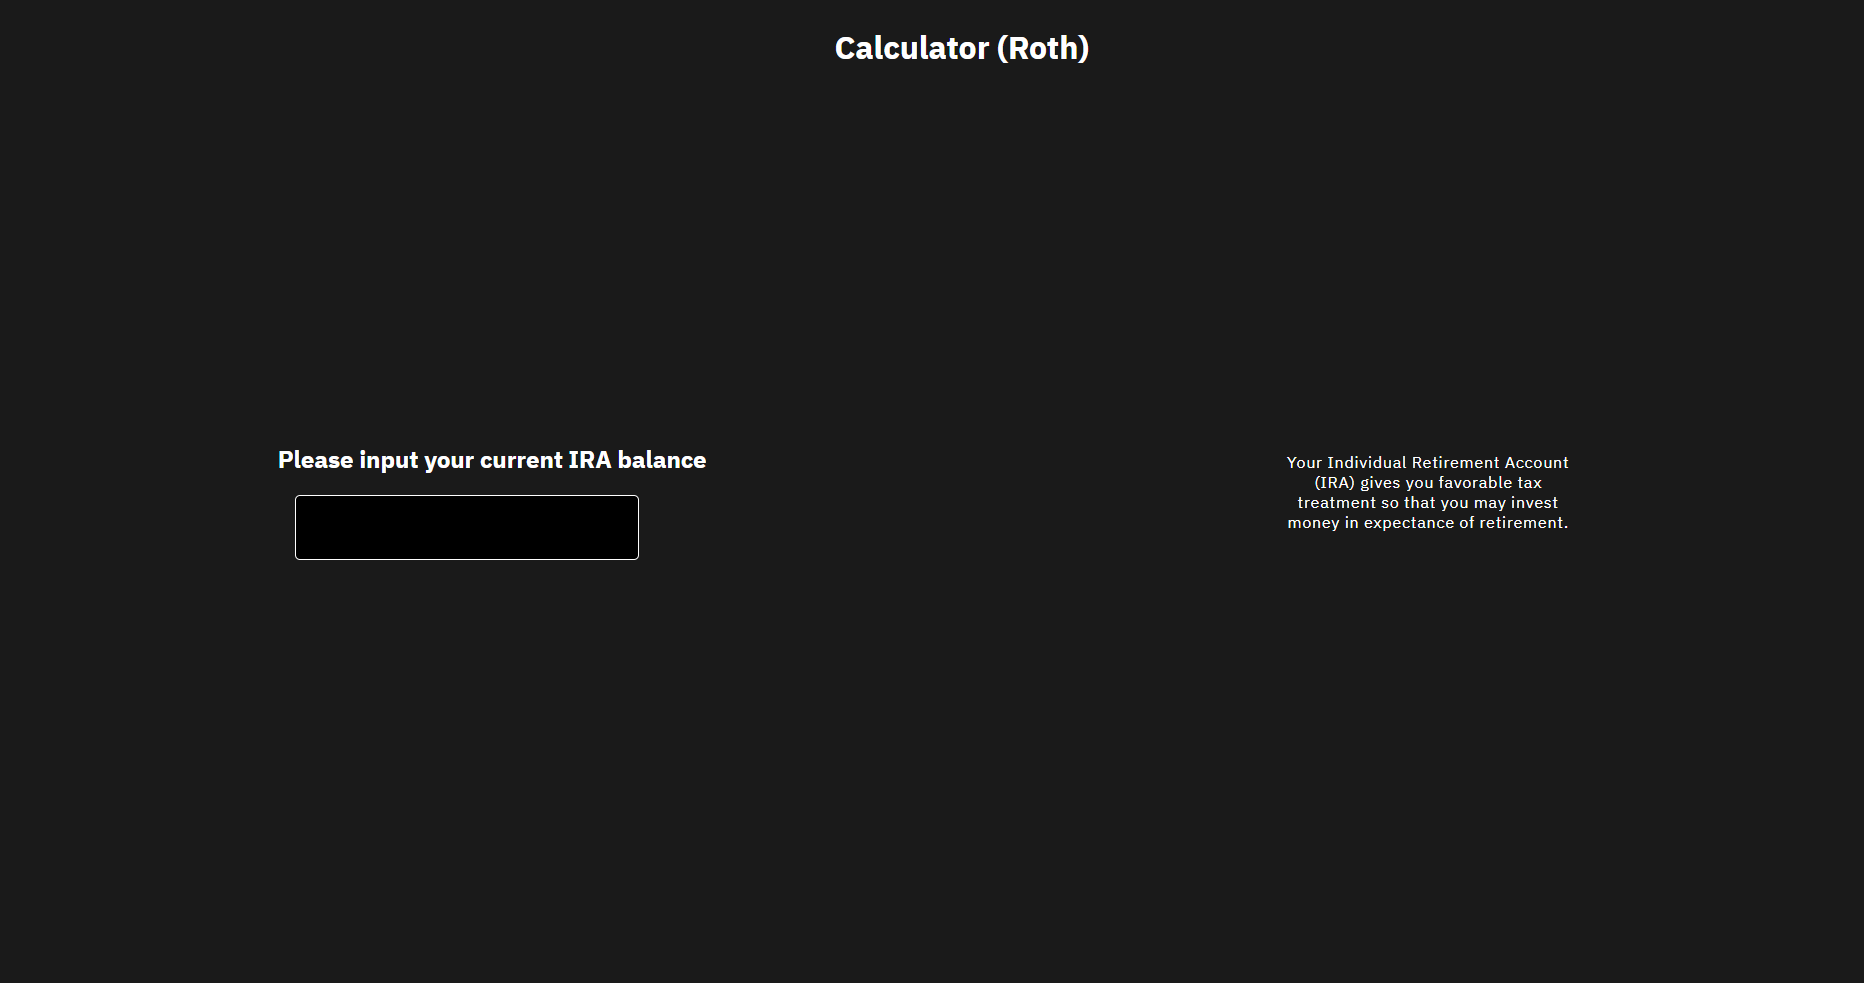 Calculator (Roth)
Please input your current IRA balance
Your Individual Retirement Account
(IRA) gives you favorable tax
treatment so that you may invest
money in expectance of retirement.